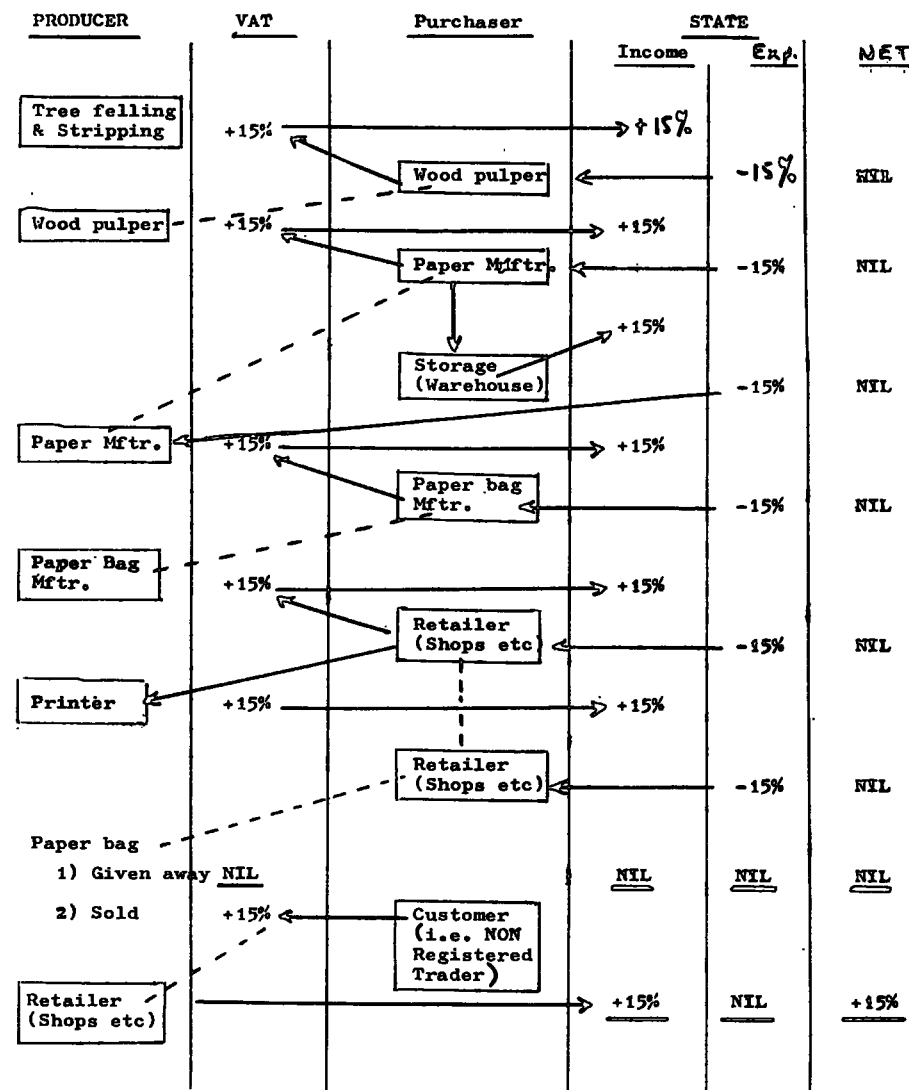 PRODUCER VAT Purchaser STATE
Income Exp. NET
Tree felling
& Stripping +15% +15%
Wood pulper -15% NIL
Wood pulper +15% +15%
Paper Mftr. -15% NIL
+15%
Storage
(Warehouse)
-15% NIL
Paper Mftr. +15% +15%
Paper bag
Mftr. -15% NIL
Paper Bag
Mftr. +15% +15%
Retailer
(Shops etc) -15% NIL
Printer +15% +15%
Retailer
(Shops etc) -15% NIL
Paper bag
1) Given away NIL NIL NIL NIL
2) Sold +15% Customer
(i.e. NON
Registered
Trader)
Retailer
(Shops etc) +15% NIL +15%